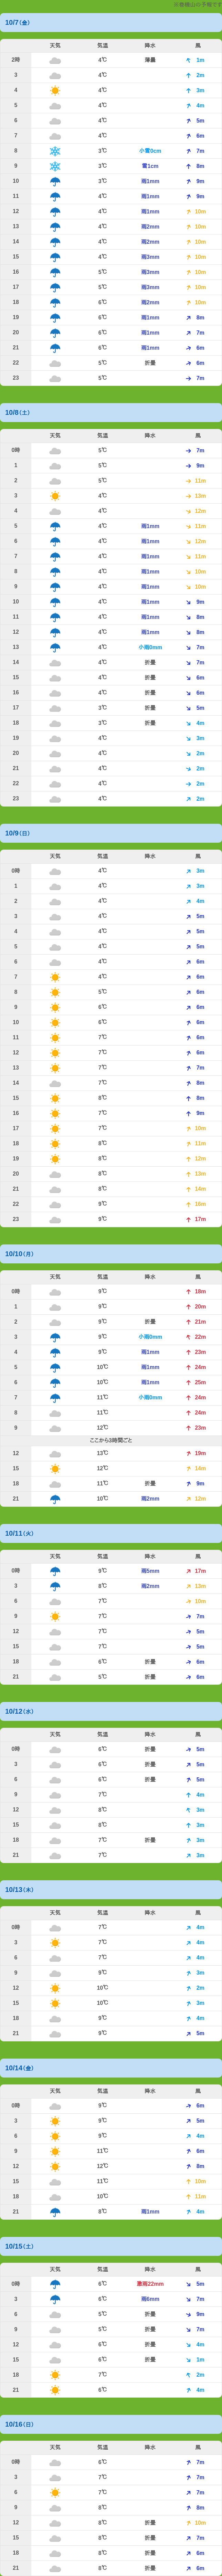 ※宮城山の予報です
10/7(金)
天気 気温 降水 風
2時 4℃ 薄曇 1m
3 4℃ 2m
4 4℃ 3m
5 4℃ 4m
6 4℃ 5m
7 4℃ 6m
8 3℃ 小雪0cm 7m
9 3℃ 雪1cm 8m
10 3℃ 雨1mm 9m
11 4℃ 雨1mm 9m
12 4℃ 雨1mm 10m
13 4℃ 雨2mm 10m
14 4℃ 雨2mm 10m
15 4℃ 雨3mm 10m
16 5℃ 雨3mm 10m
17 5℃ 雨3mm 10m
18 6℃ 雨2mm 10m
19 6℃ 雨1mm 8m
20 6℃ 雨1mm 7m
21 6℃ 雨1mm 6m
22 5℃ 折曇 6m
23 5℃ 7m
10/8(土)
天気 気温 降水 風
0時 5℃ 7m
1 5℃ 9m
2 5℃ 11m
3 4℃ 13m
4 4℃ 12m
5 4℃ 雨1mm 11m
6 4℃ 雨1mm 12m
7 4℃ 雨1mm 11m
8 4℃ 雨1mm 10m
9 4℃ 雨1mm 10m
10 4℃ 雨1mm 9m
11 4℃ 雨1mm 8m
12 4℃ 雨1mm 8m
13 4℃ 小雨0mm 7m
14 4℃ 折曇 7m
15 4℃ 折曇 6m
16 4℃ 折曇 6m
17 3℃ 折曇 5m
18 3℃ 折曇 4m
19 4℃ 3m
20 4℃ 2m
21 4℃ 2m
22 4℃ 2m
23 4℃ 2m
10/9(日)
天気 気温 降水 風
0時 4℃ 3m
1 4℃ 3m
2 4℃ 4m
3 4℃ 5m
4 4℃ 5m
5 4℃ 5m
6 4℃ 6m
7 4℃ 6m
8 5℃ 6m
9 6℃ 6m
10 6℃ 6m
11 7℃ 6m
12 7℃ 6m
13 7℃ 7m
14 7℃ 8m
15 8℃ 8m
16 7℃ 9m
17 7℃ 10m
18 8℃ 11m
19 8℃ 12m
20 8℃ 13m
21 8℃ 14m
22 9℃ 16m
23 9℃ 17m
10/10(月)
天気 気温 降水 風
0時 9℃ 18m
1 9℃ 20m
2 9℃ 折曇 21m
3 9℃ 小雨0mm 22m
4 9℃ 雨1mm 23m
5 10℃ 雨1mm 24m
6 10℃ 雨1mm 25m
7 11℃ 小雨0mm 24m
8 11℃ 24m
9 12℃ 23m
ここから3時間ごと
12 13℃ 19m
15 12℃ 14m
18 11℃ 折曇 9m
21 10℃ 雨2mm 12m
10/11(火)
天気 気温 降水 風
0時 9℃ 雨5mm 17m
3 8℃ 雨2mm 13m
6 7℃ 10m
9 7℃ 7m
12 7℃ 5m
15 7℃ 5m
18 6℃ 折曇 6m
21 5℃ 折曇 6m
10/12(水)
天気 気温 降水 風
0時 6℃ 折曇 5m
3 6℃ 折曇 5m
6 6℃ 折曇 5m
9 7℃ 4m
12 8℃ 3m
15 8℃ 3m
18 7℃ 折曇 3m
21 7℃ 3m
10/13(木)
天気 気温 降水 風
0時 7℃ 4m
3 7℃ 4m
6 7℃ 4m
9 9℃ 3m
12 10℃ 2m
15 10℃ 3m
18 9℃ 4m
21 9℃ 5m
10/14(金)
天気 気温 降水 風
0時 9℃ 6m
3 9℃ 5m
6 9℃ 4m
9 11℃ 6m
12 12℃ 8m
15 11℃ 10m
18 10℃ 11m
21 8℃ 雨1mm 4m
10/15(土)
天気 気温 降水 風
0時 6℃ 激雨22mm 5m
3 6℃ 雨6mm 7m
6 5℃ 折曇 9m
9 5℃ 折曇 7m
12 6℃ 折曇 4m
15 6℃ 折曇 1m
18 7℃ 2m
21 6℃ 4m
10/16(日)
天気 気温 降水 風
0時 6℃ 7m
3 7℃ 7m
6 7℃ 7m
9 8℃ 8m
12 8℃ 折曇 10m
15 8℃ 折曇 7m
18 8℃ 折曇 6m
21 8℃ 折曇 6m